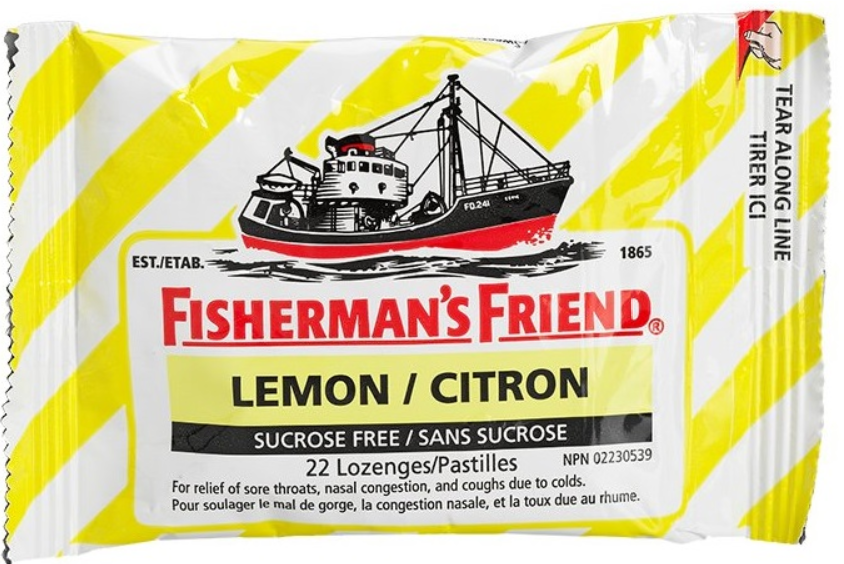 TEAR ALONG LINE
TIRER ICI
FD.241
EST./ETAB.
1865
FISHERMAN'S FRIEND®
LEMON / CITRON
SUCROSE FREE / SANS SUCROSE
22 Lozenges/Pastilles
NPN 02230539
For relief of sore throats, nasal congestion, and coughs due to colds.
Pour soulager le mal de gorge, la congestion nasale, et la toux due au rhume.